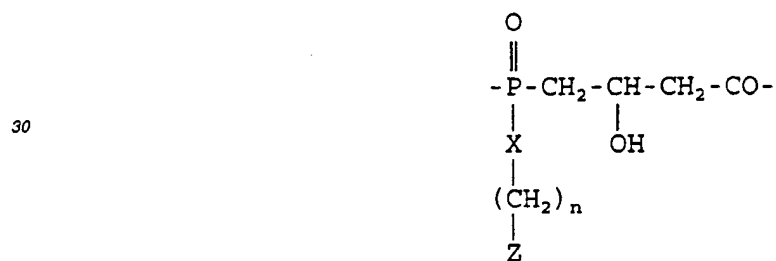 O
-P-CH₂-CH-CH₂-CO-
30
X OH
(CH₂)ₙ
Z